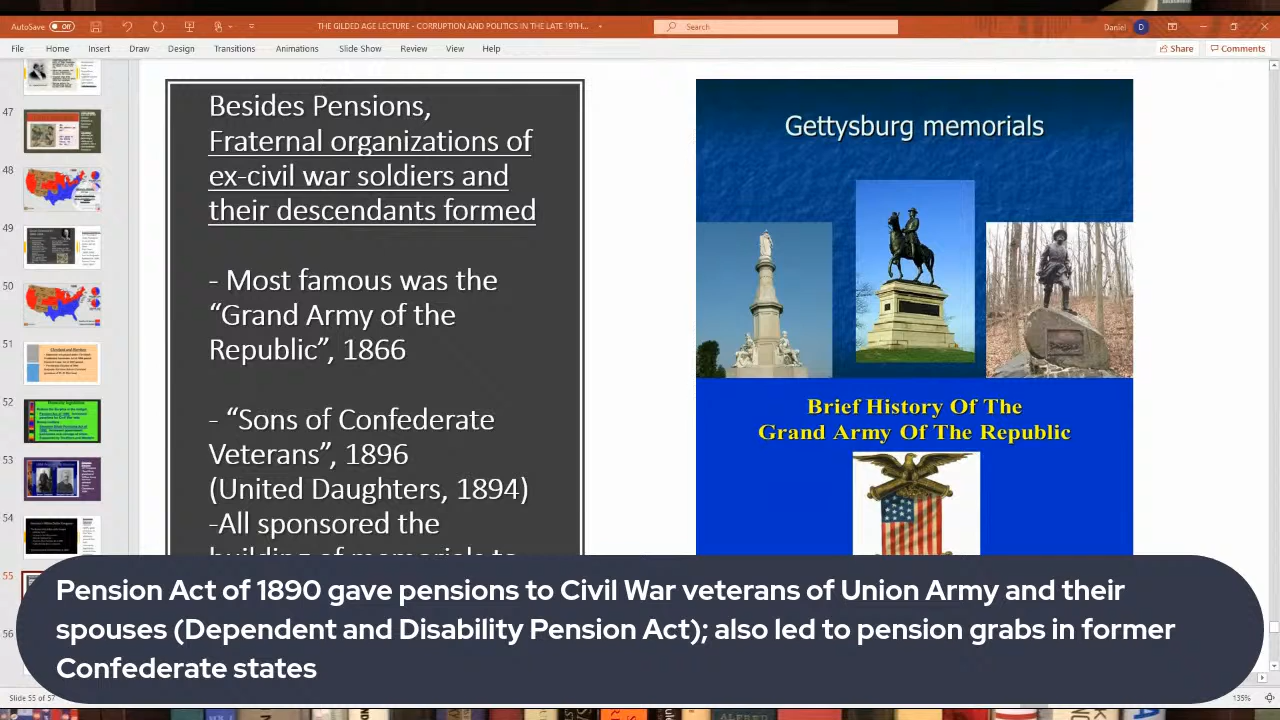 AutoSave Off
THE GILDED AGE LECTURE - CORRUPTION AND POLITICS IN THE LATE 19TH...
Search
Daniel
D
File Home Insert Draw Design Transitions Animations Slide Show Review View Help
Share Comments
47
48
50
51
55
56
Besides Pensions,
Fraternal organizations of
ex-civil war soldiers and
their descendants formed
- Most famous was the
“Grand Army of the
Republic” 1866
- “Sons of Confederate
Veterans”, 1896
(United Daughters, 1894)
-All sponsored the
Gettysburg memorials
Brief History Of The
Grand Army Of The Republic
Pension Act of 1890 gave pensions to Civil War veterans of Union Army and their
spouses (Dependent and Disability Pension Act); also led to pension grabs in former
Confederate states
Slide 55 of 57
135%